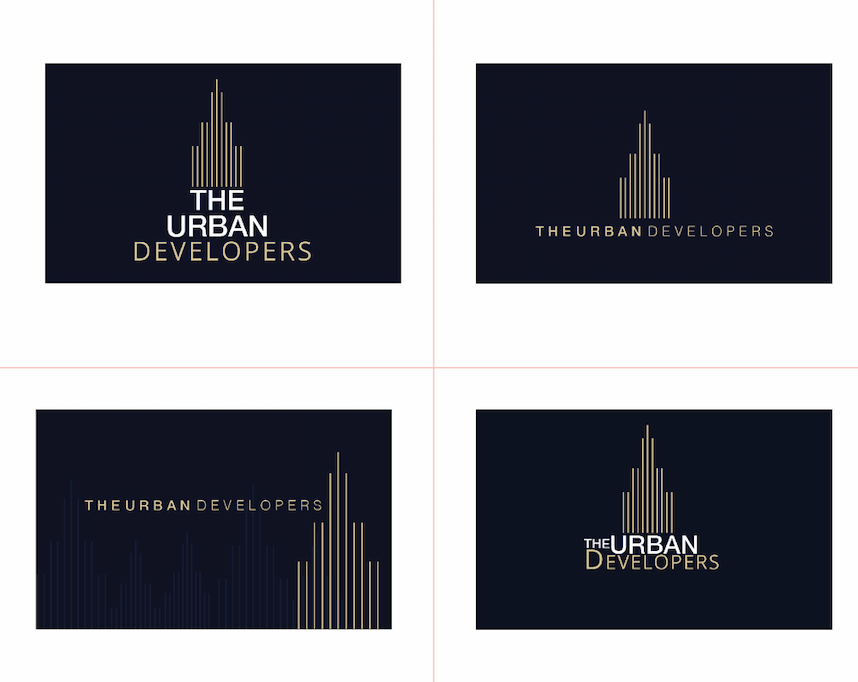 THE
URBAN
DEVELOPERS
THEURBAN DEVELOPERS
THEURBAN DEVELOPERS
THEURBAN
DEVELOPERS